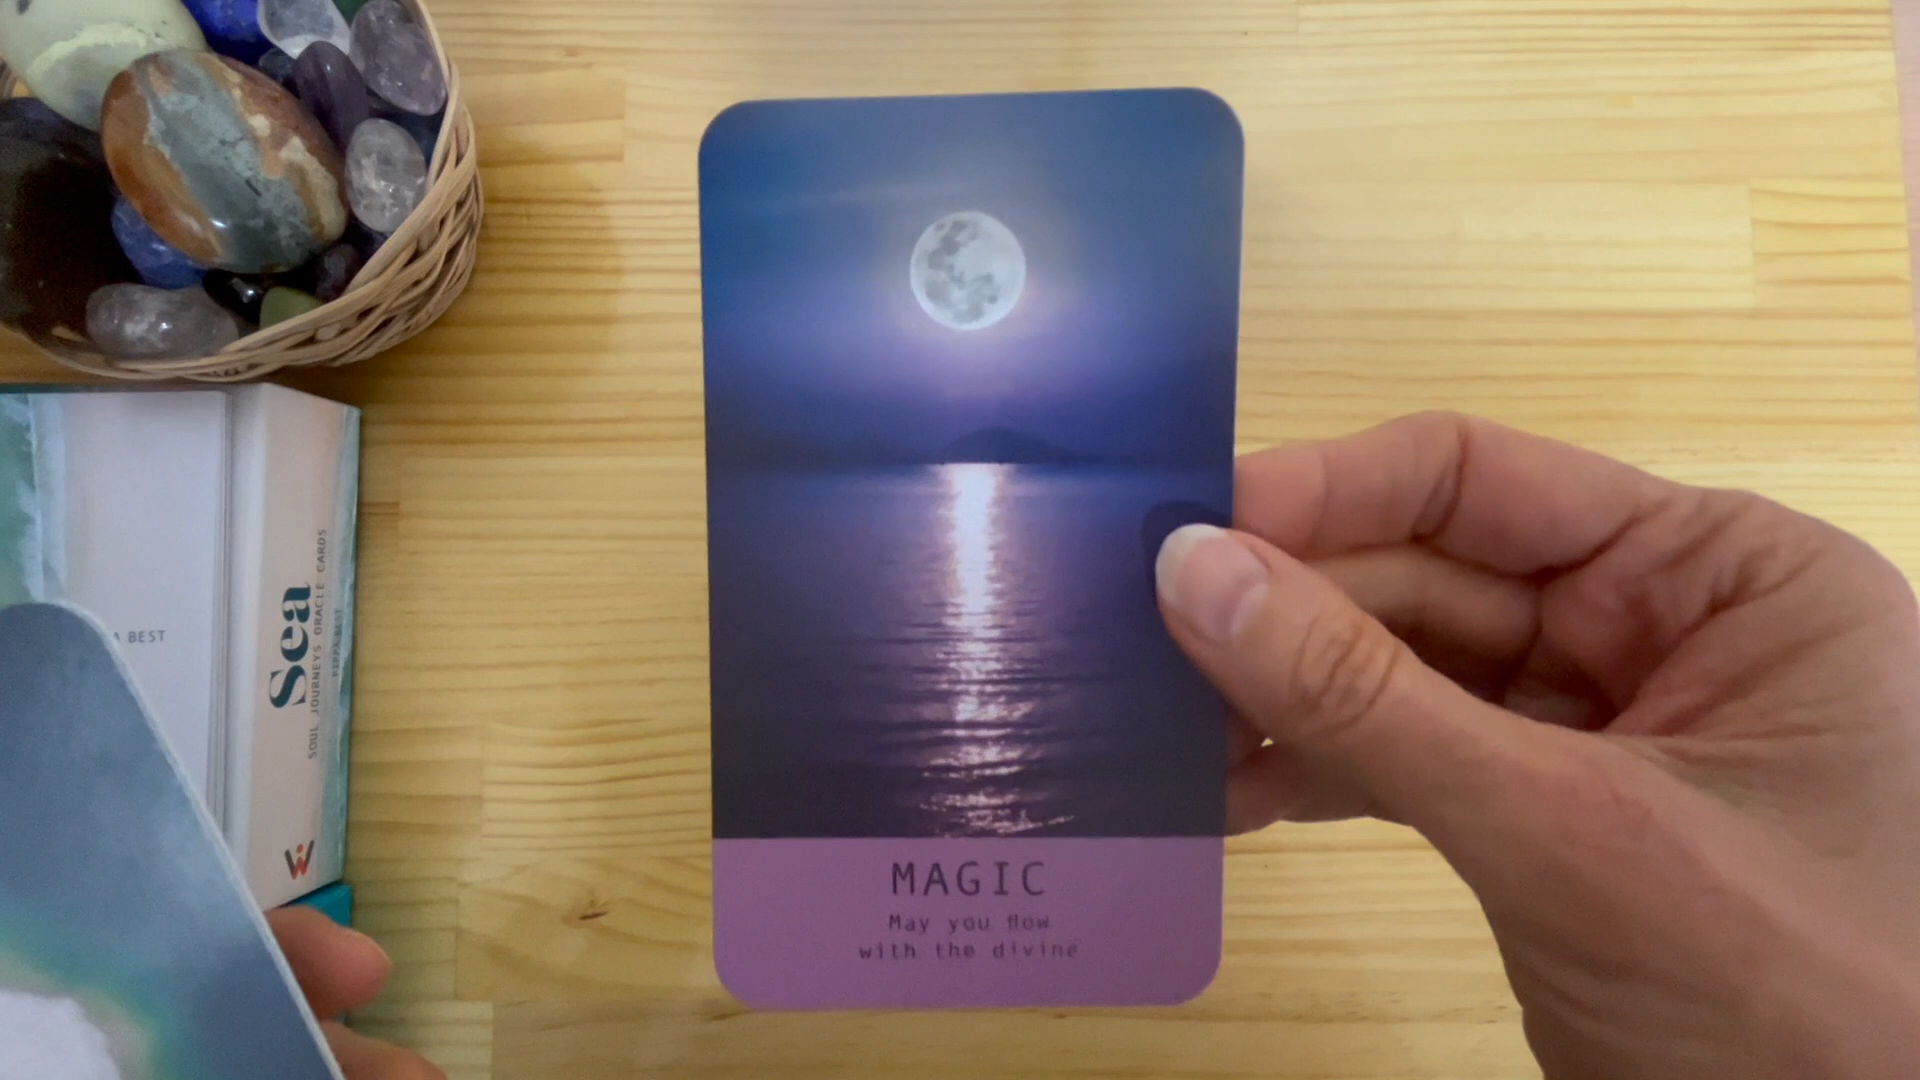 MAGIC
May you flow
with the divine
A BEST
Sea
SOUL JOURNEYS ORACLE CARDS